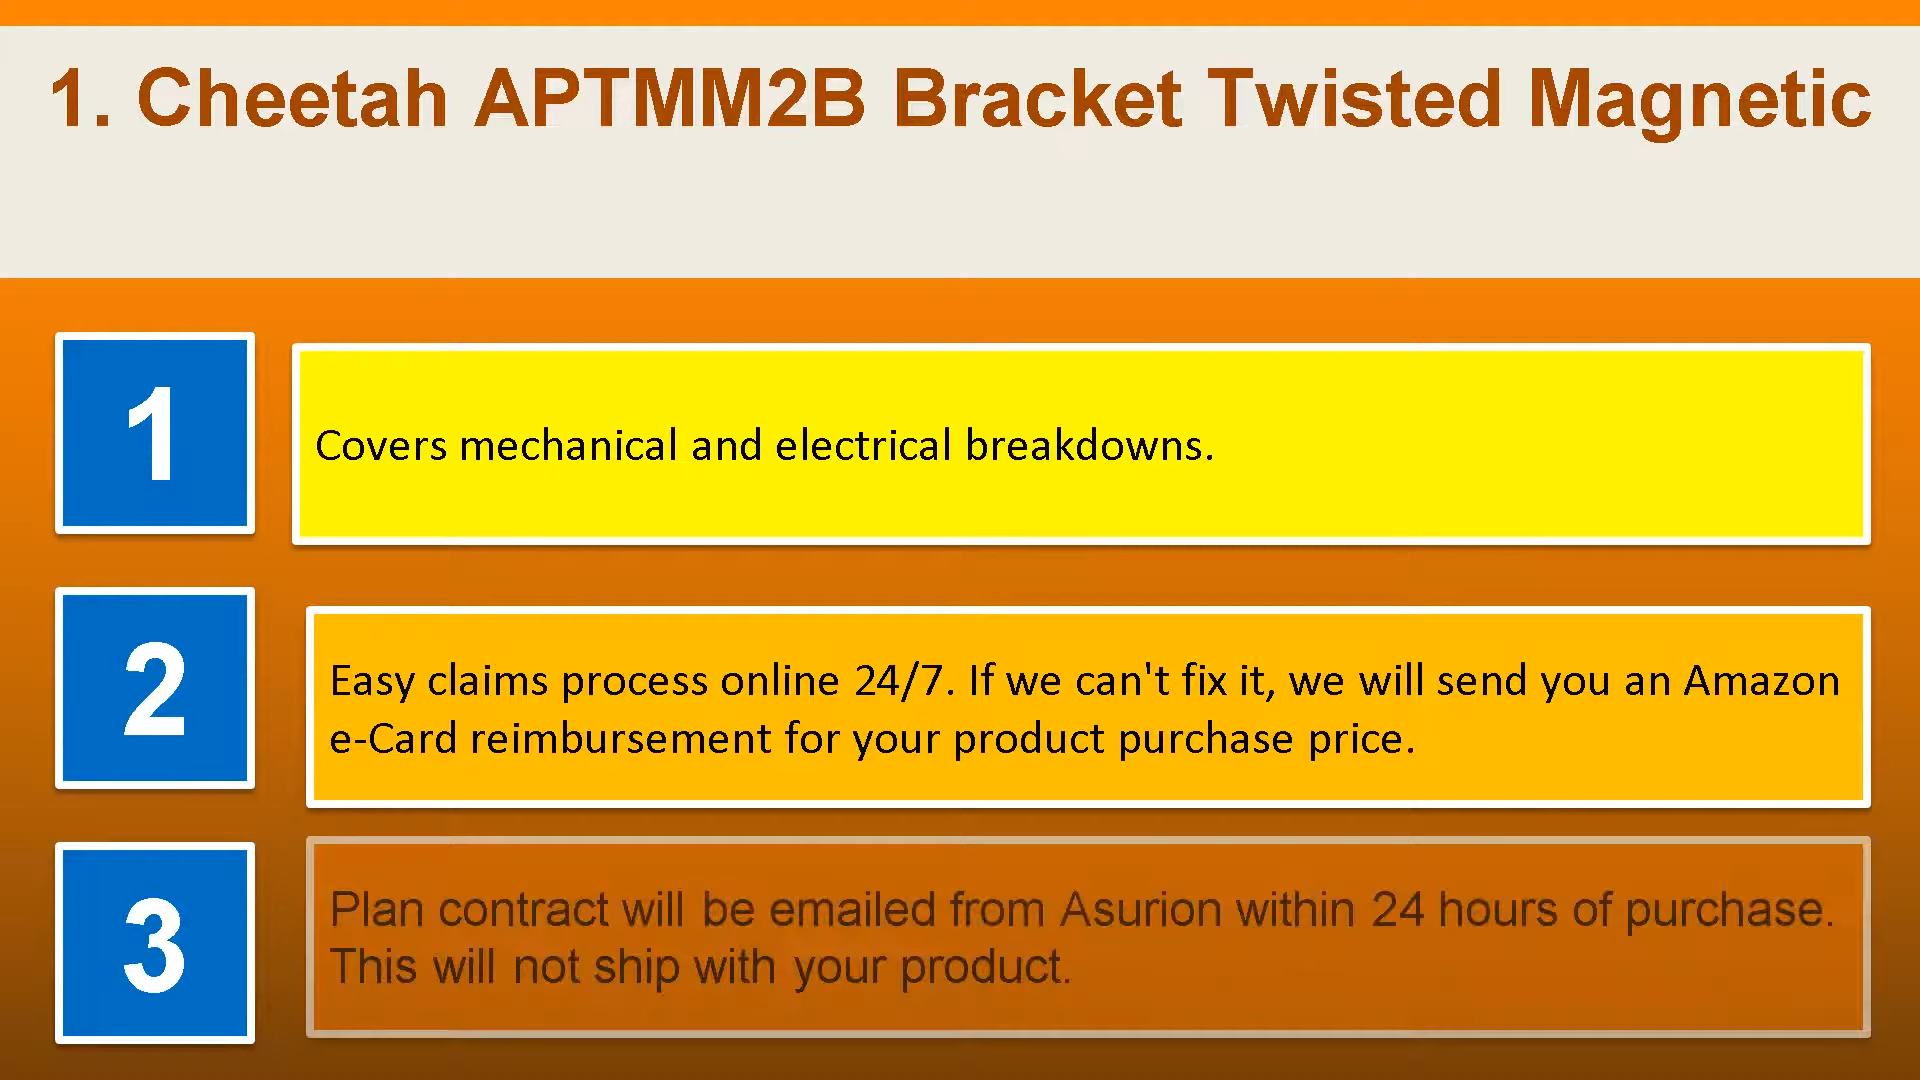 1. Cheetah APTMM2B Bracket Twisted Magnetic
1
Covers mechanical and electrical breakdowns.
2
Easy claims process online 24/7. If we can't fix it, we will send you an Amazon
e-Card reimbursement for your product purchase price.
3
Plan contract will be emailed from Asurion within 24 hours of purchase.
This will not ship with your product.